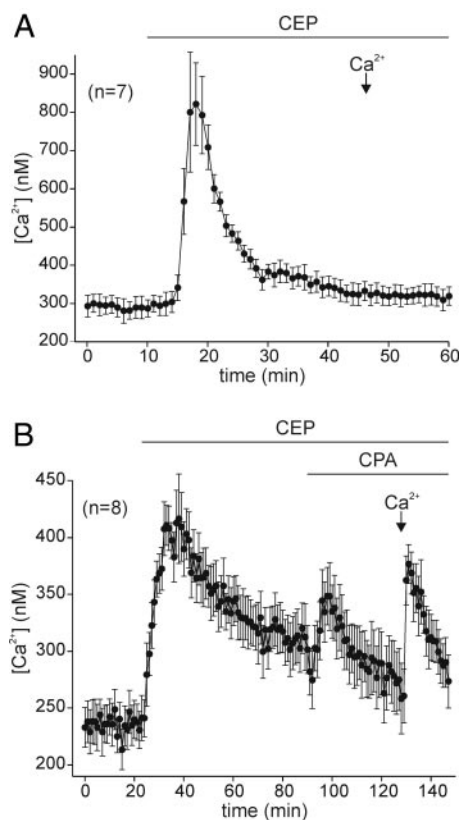 A
CEP
Ca²⁺
(n=7)
[Ca²⁺] (nM)
900
800
700
600
500
400
300
200
0 10 20 30 40 50 60
time (min)
B
CEP
CPA
Ca²⁺
(n=8)
[Ca²⁺] (nM)
450
400
350
300
250
200
0 20 40 60 80 100 120 140
time (min)